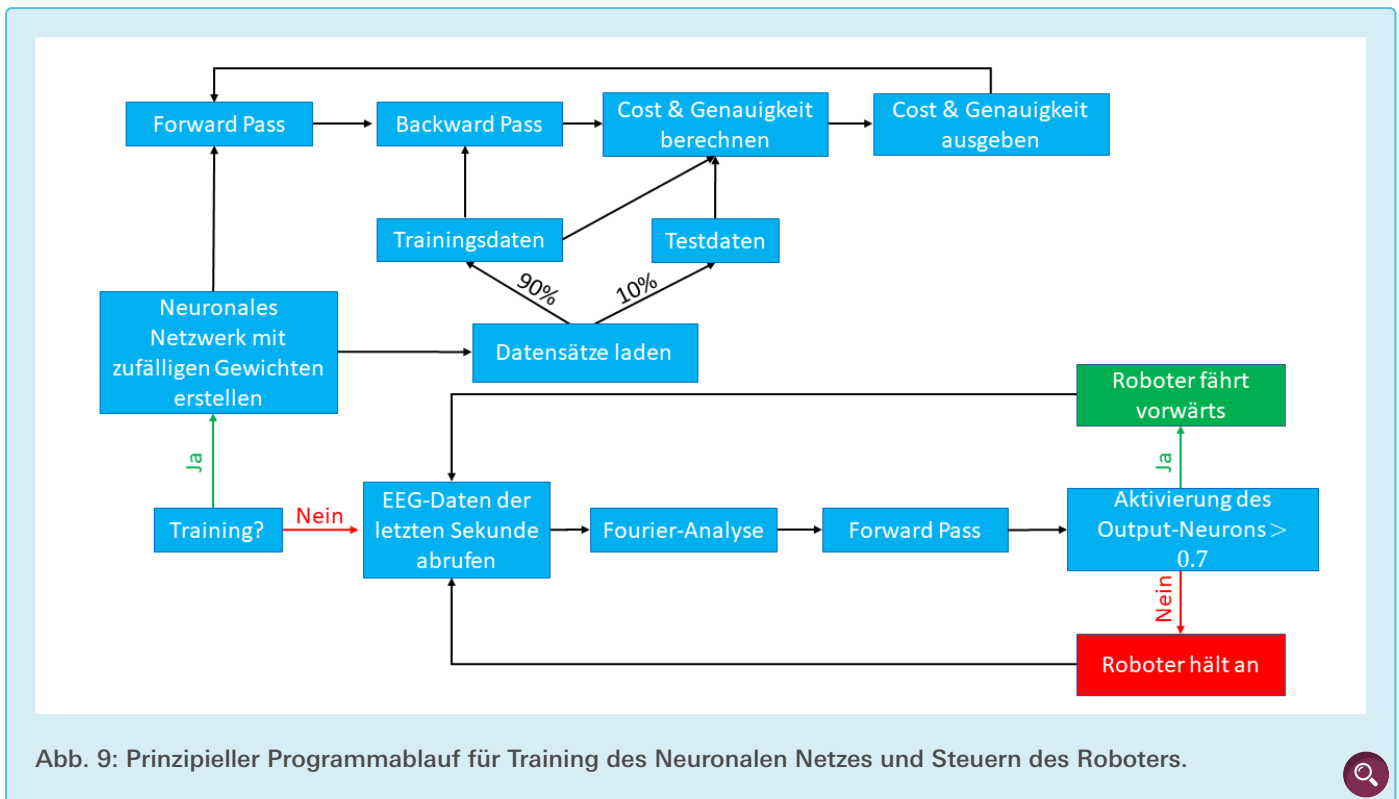 Forward Pass
Backward Pass
Cost & Genauigkeit
berechnen
Cost & Genauigkeit
ausgeben
Trainingsdaten
Testdaten
90%
10%
Neuronales
Netzwerk mit
zufälligen Gewichten
erstellen
Datensätze laden
Roboter fährt
vorwärts
Ja
Ja
Training?
Nein
EEG-Daten der
letzten Sekunde
abrufen
Fourier-Analyse
Forward Pass
Aktivierung des
Output-Neurons >
0.7
Nein
Roboter hält an
Abb. 9: Prinzipieller Programmablauf für Training des Neuronalen Netzes und Steuern des Roboters.